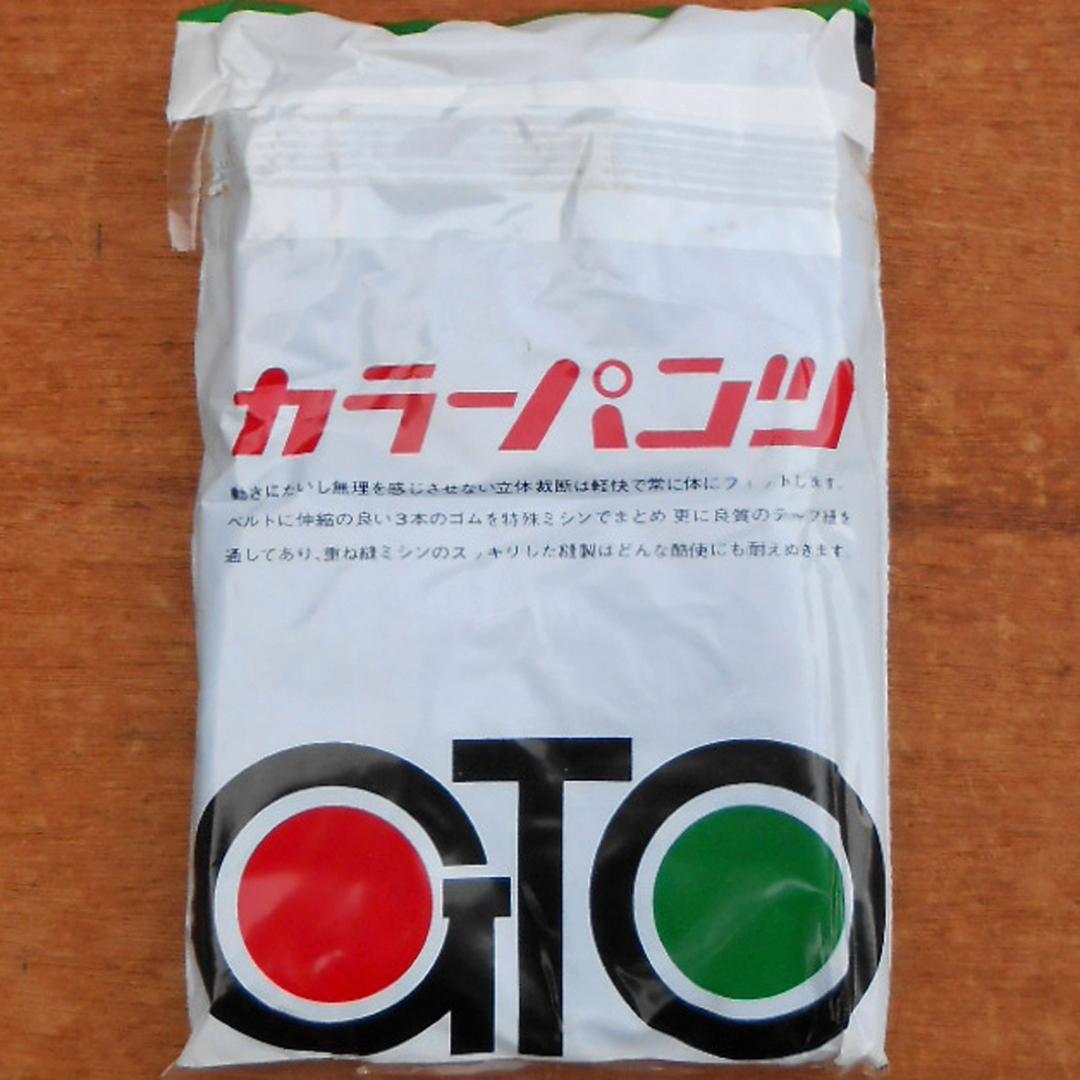 カラーパンツ
動きにたいし無理を感じさせない立体裁断は軽快で常に体にフィットします。
ベルトに伸縮の良い3本のゴムを特殊ミシンでまとめ 更に良質のテープ紐を
通してあり、重ね縫ミシンのスッキリした縫製はどんな酷使にも耐えぬきます。
GTO